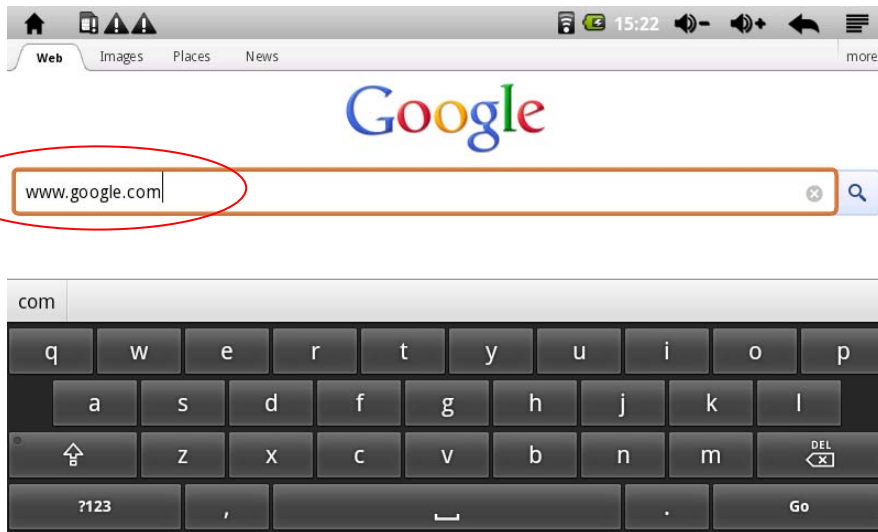 15:22
Web Images Places News more
Google
www.google.com
com
q w e r t y u i o p
a s d f g h j k l
z x c v b n m DEL
?123 , . Go